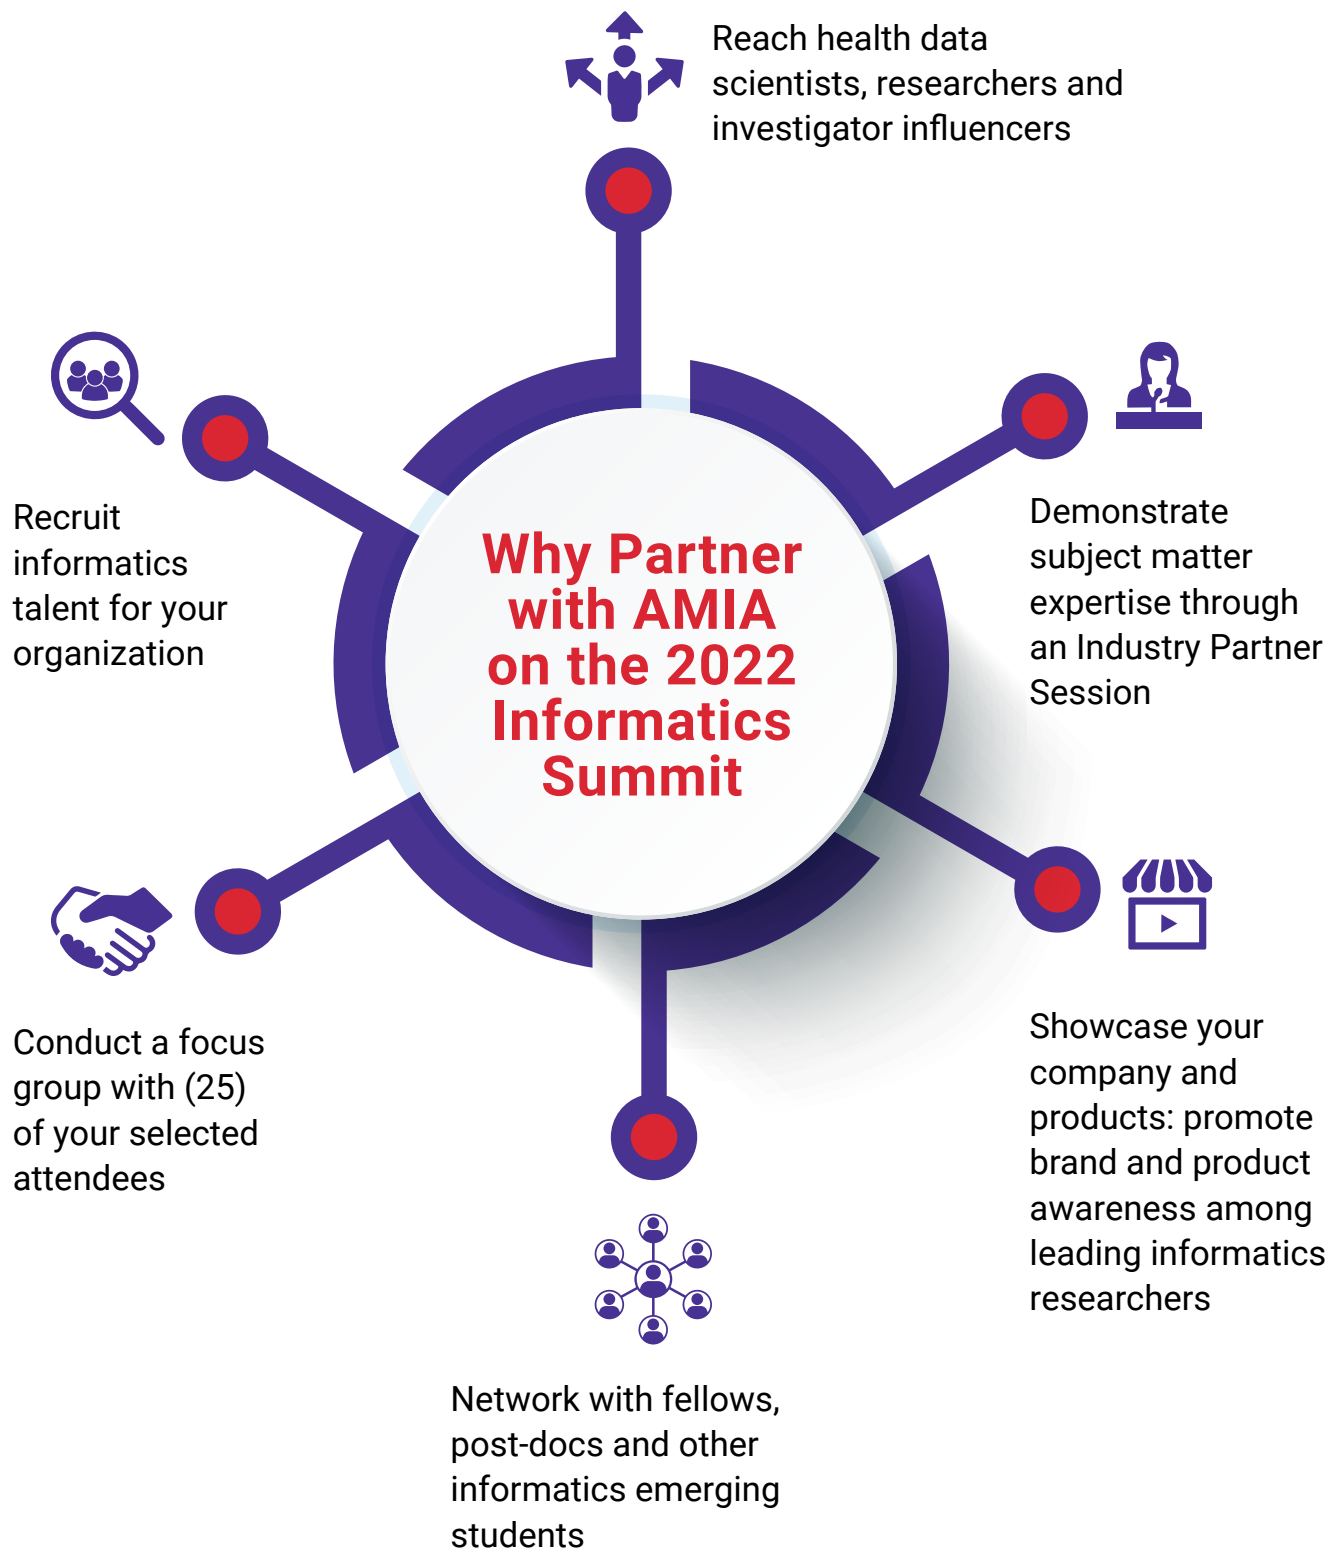 Reach health data
scientists, researchers and
investigator influencers
Demonstrate
subject matter
expertise through
an Industry Partner
Session
Showcase your
company and
products: promote
brand and product
awareness among
leading informatics
researchers
Network with fellows,
post-docs and other
informatics emerging
students
Conduct a focus
group with (25)
of your selected
attendees
Recruit
informatics
talent for your
organization
Why Partner
with AMIA
on the 2022
Informatics
Summit